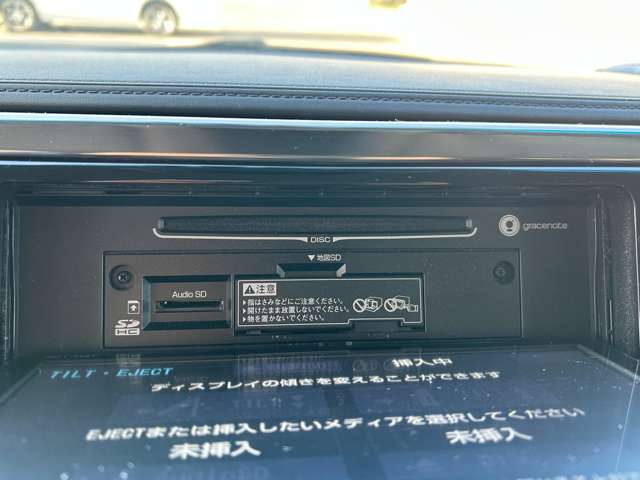 gracenote
DISC
▼地図SD
Audio SD
注意
▶指はさみなどにご注意ください。
▶開けたまま放置しないでください。
▶物を置かないでください。
SD
HC
TILT・EJECT
挿入中
ディスプレイの傾きを変えることができます
EJECTまたは挿入したいメディアを選択してください
未挿入
未挿入